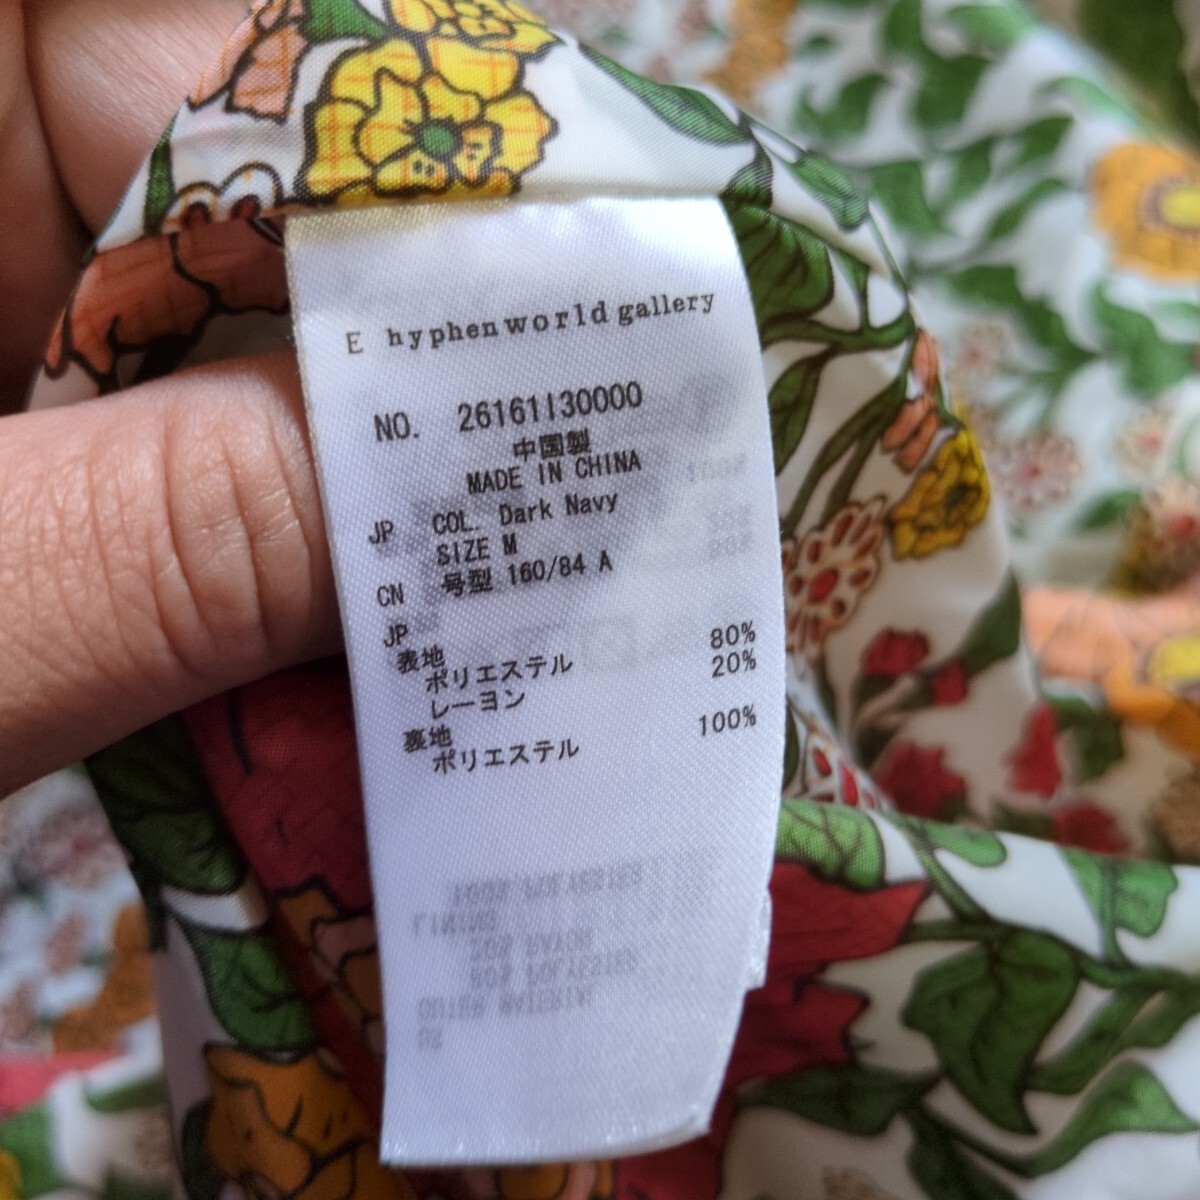 E hyphen world gallery
NO. 26161130000
中国製
MADE IN CHINA
JP COL. Dark Navy
SIZE M
CN 号型 160/84 A
JP
表地
ポリエステル 80%
レーヨン 20%
裏地
ポリエステル 100%